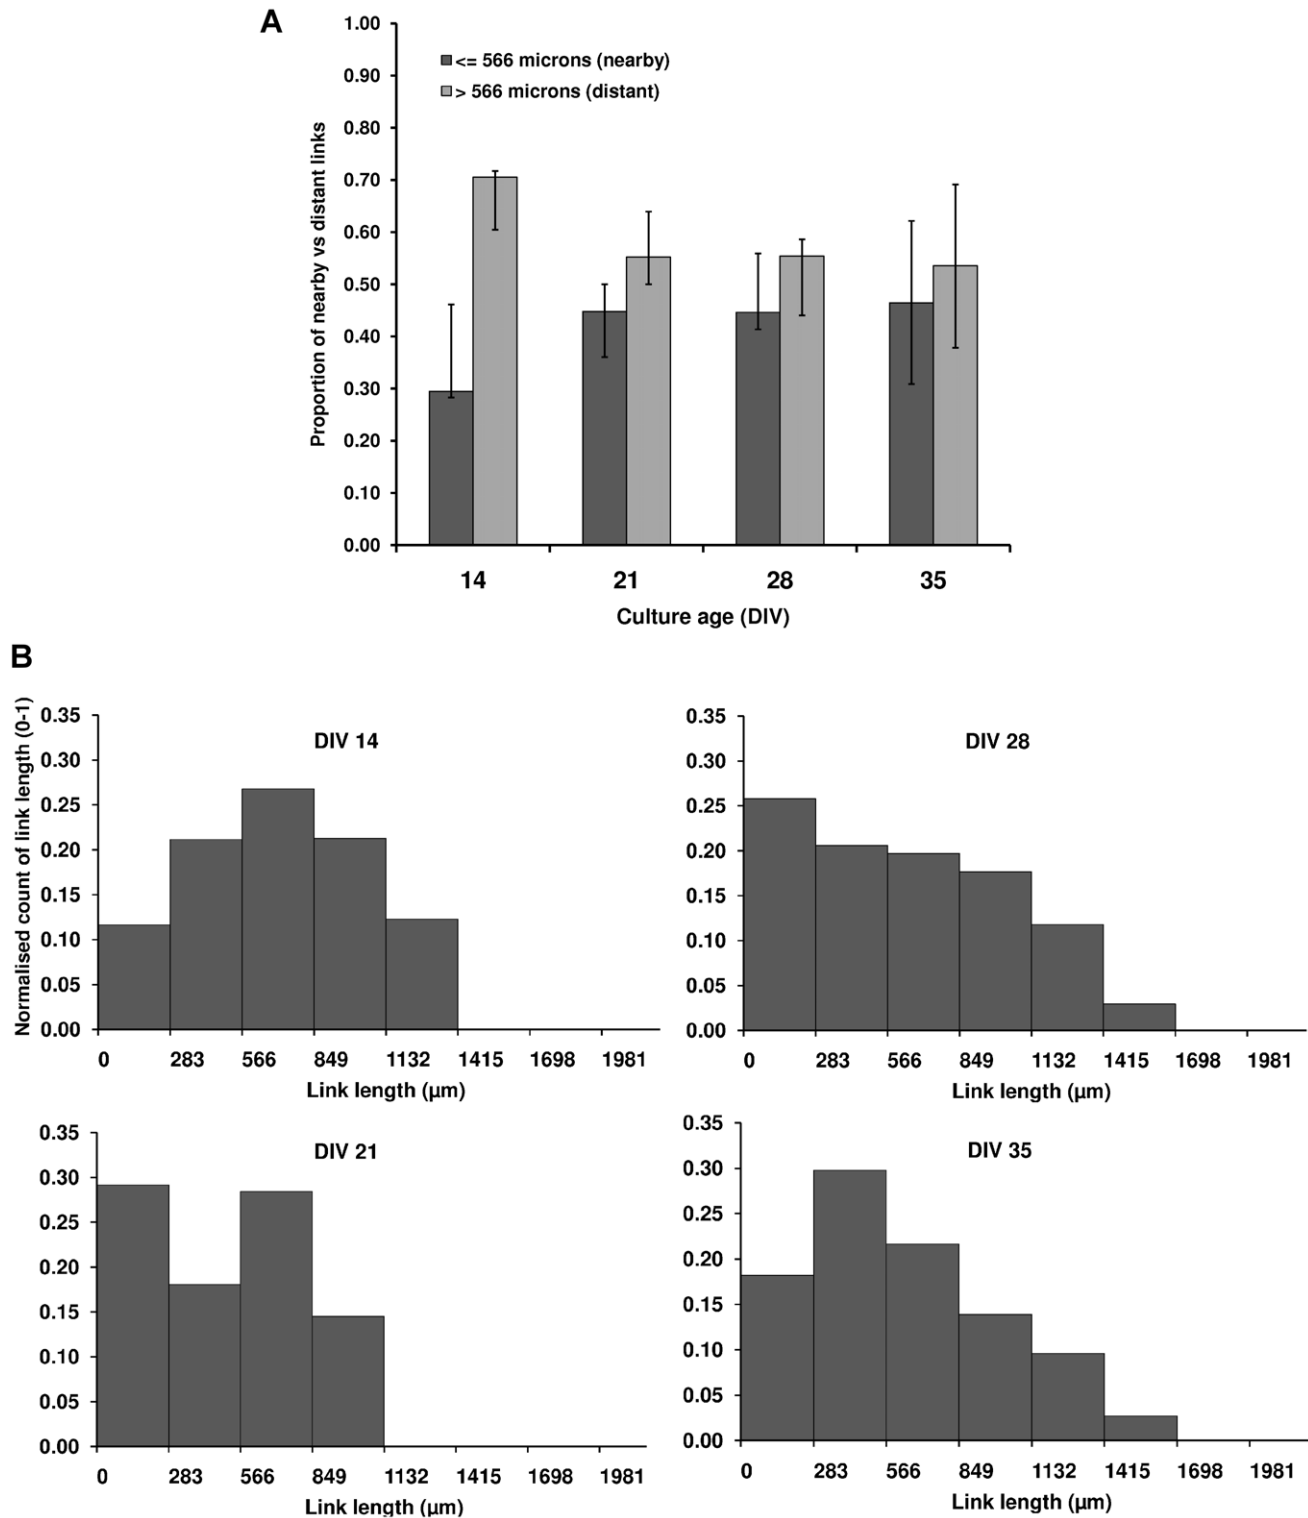 A
Proportion of nearby vs distant links
1.00
0.90
0.80
0.70
0.60
0.50
0.40
0.30
0.20
0.10
0.00
<= 566 microns (nearby)
> 566 microns (distant)
14 21 28 35
Culture age (DIV)
B
Normalised count of link length (0-1)
DIV 14
0.35
0.30
0.25
0.20
0.15
0.10
0.05
0.00
0 283 566 849 1132 1415 1698 1981
Link length (µm)
DIV 28
0.35
0.30
0.25
0.20
0.15
0.10
0.05
0.00
0 283 566 849 1132 1415 1698 1981
Link length (µm)
DIV 21
0.35
0.30
0.25
0.20
0.15
0.10
0.05
0.00
0 283 566 849 1132 1415 1698 1981
Link length (µm)
DIV 35
0.35
0.30
0.25
0.20
0.15
0.10
0.05
0.00
0 283 566 849 1132 1415 1698 1981
Link length (µm)